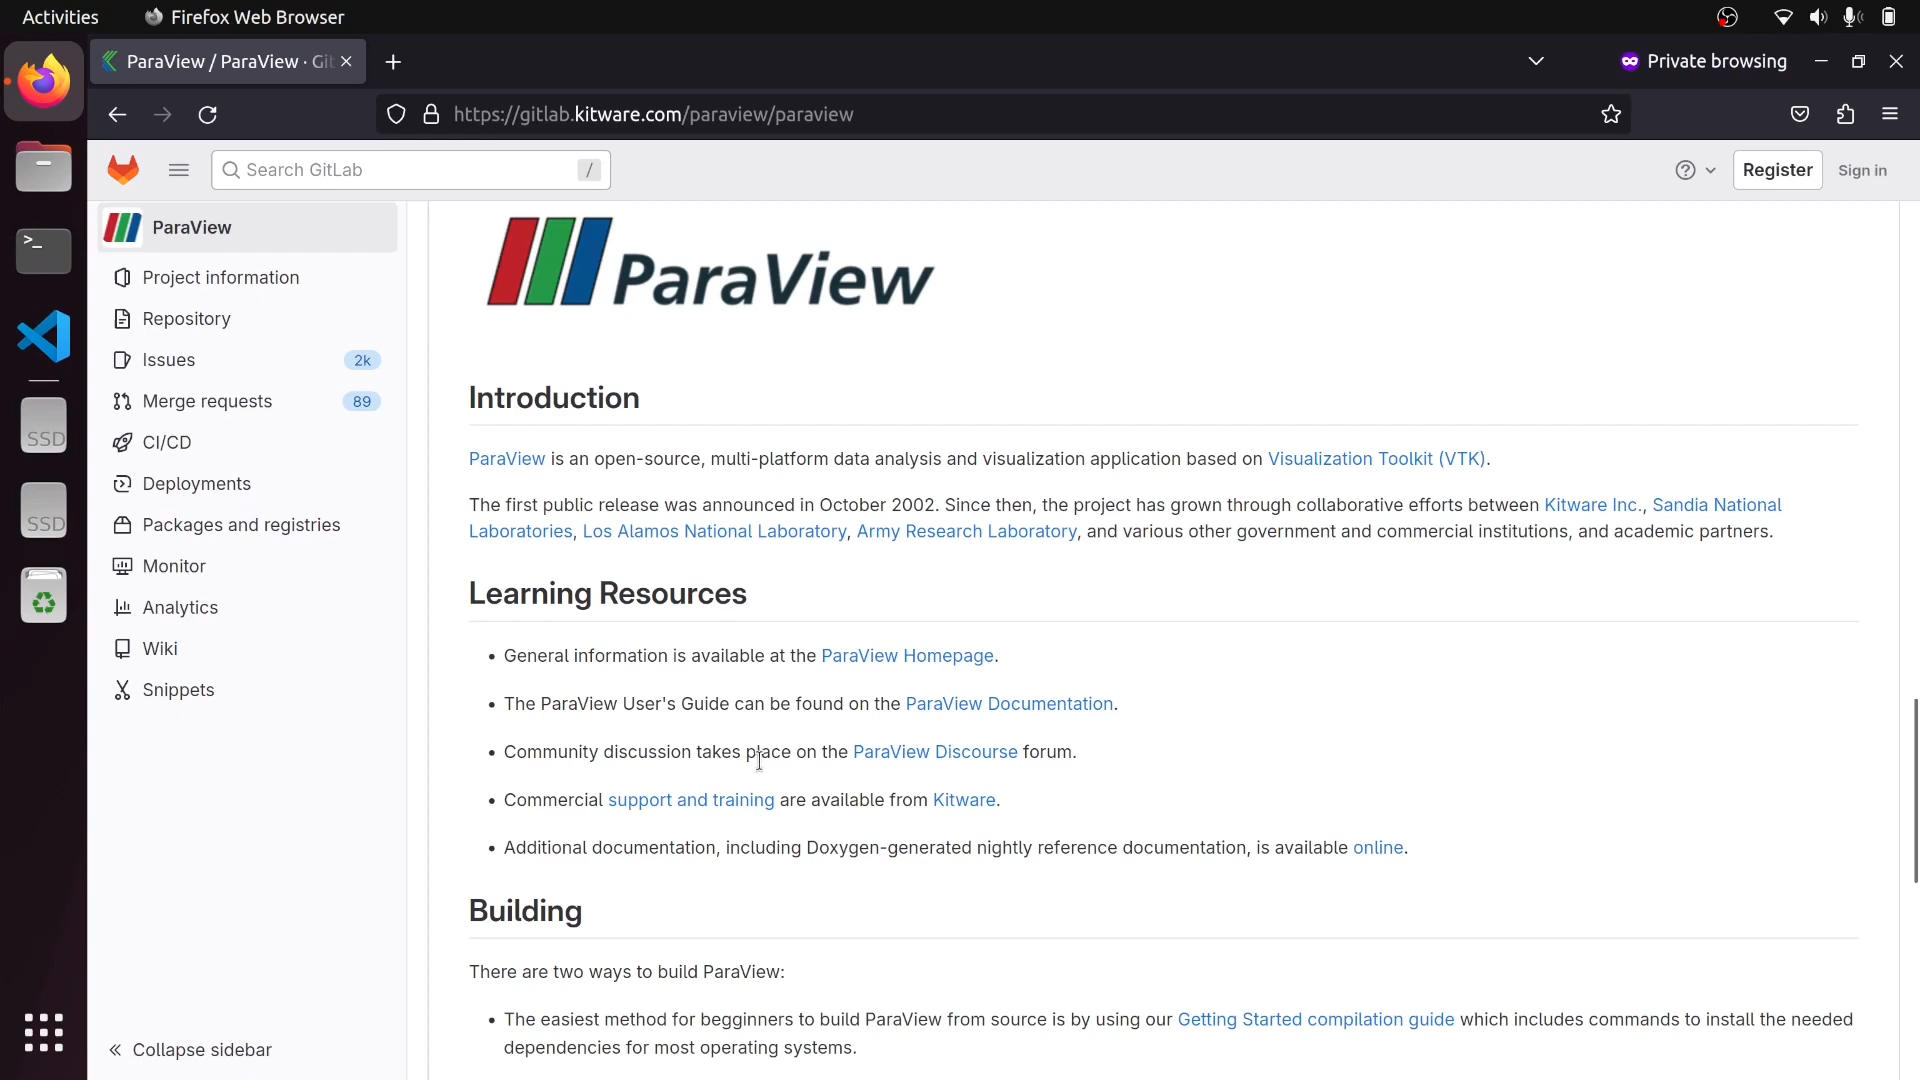 Activities
Firefox Web Browser
ParaView / ParaView · Git
Private browsing
https://gitlab.kitware.com/paraview/paraview
Search GitLab
/
Register
Sign in
ParaView
Project information
Repository
Issues
2k
Merge requests
89
CI/CD
Deployments
Packages and registries
Monitor
Analytics
Wiki
Snippets
Collapse sidebar
>_
SSD
SSD
ParaView
Introduction
ParaView is an open-source, multi-platform data analysis and visualization application based on Visualization Toolkit (VTK).
The first public release was announced in October 2002. Since then, the project has grown through collaborative efforts between Kitware Inc., Sandia National
Laboratories, Los Alamos National Laboratory, Army Research Laboratory, and various other government and commercial institutions, and academic partners.
Learning Resources
• General information is available at the ParaView Homepage.
• The ParaView User's Guide can be found on the ParaView Documentation.
• Community discussion takes place on the ParaView Discourse forum.
• Commercial support and training are available from Kitware.
• Additional documentation, including Doxygen-generated nightly reference documentation, is available online.
Building
There are two ways to build ParaView:
• The easiest method for begginners to build ParaView from source is by using our Getting Started compilation guide which includes commands to install the needed
dependencies for most operating systems.